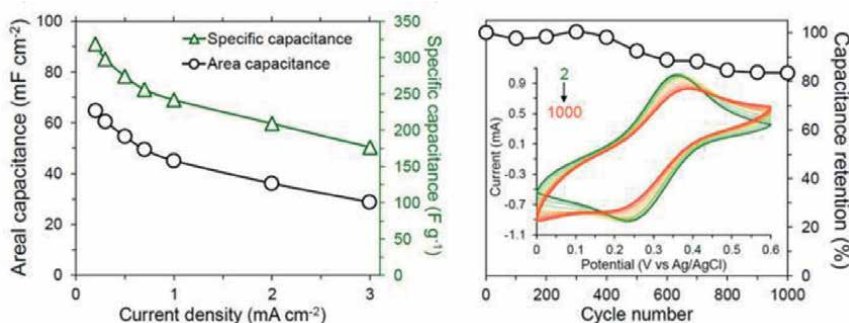 Areal capacitance (mF cm⁻²)
100
80
60
40
20
0
Specific capacitance
Area capacitance
350
300
250
200
150
100
50
0
Specific capacitance
(F g⁻¹)
0
1
2
3
Current density (mA cm⁻²)
100
80
60
40
20
0
Capacitance retention (%)
2
1000
Current (mA)
0.9
0.5
0.1
-0.3
-0.7
-1.1
0 0.1 0.2 0.3 0.4 0.5 0.6
Potential (V vs Ag/AgCl)
0 200 400 600 800 1000
Cycle number